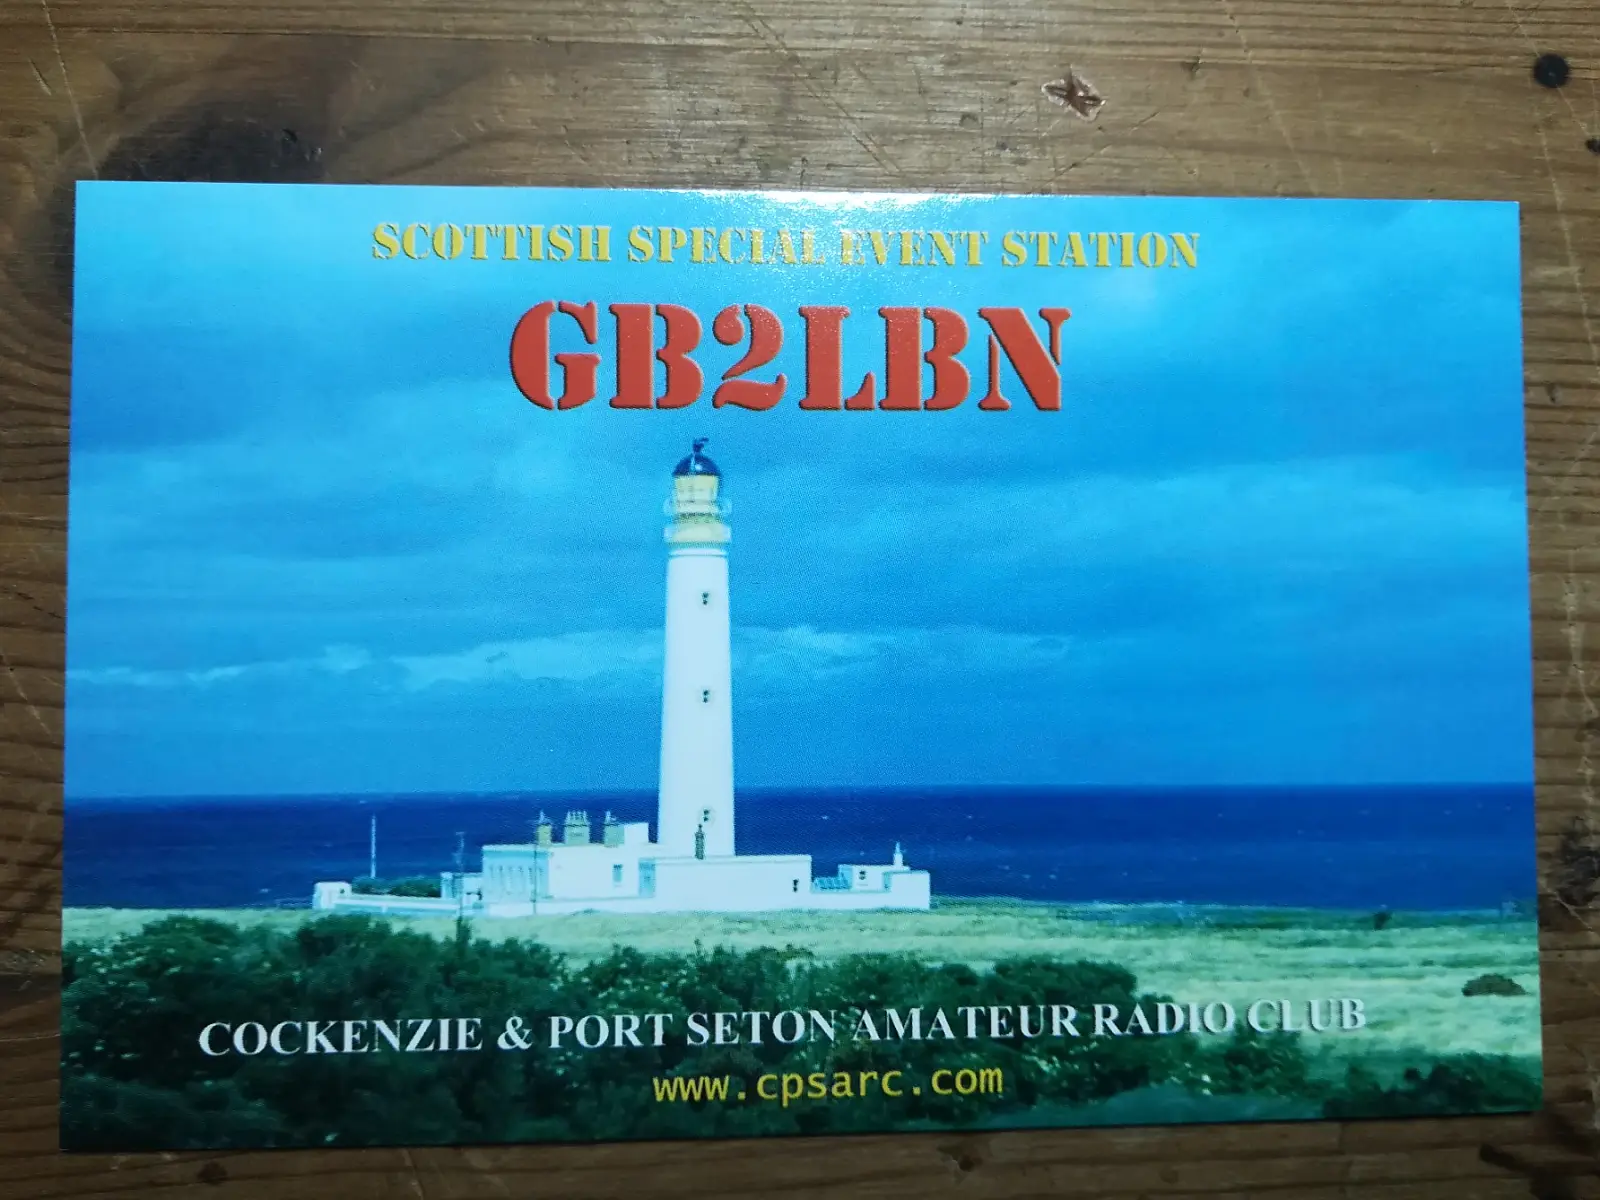 SCOTTISH SPECIAL EVENT STATION
GB2LBN
COCKENZIE & PORT SETON AMATEUR RADIO CLUB
www.cpsarc.com